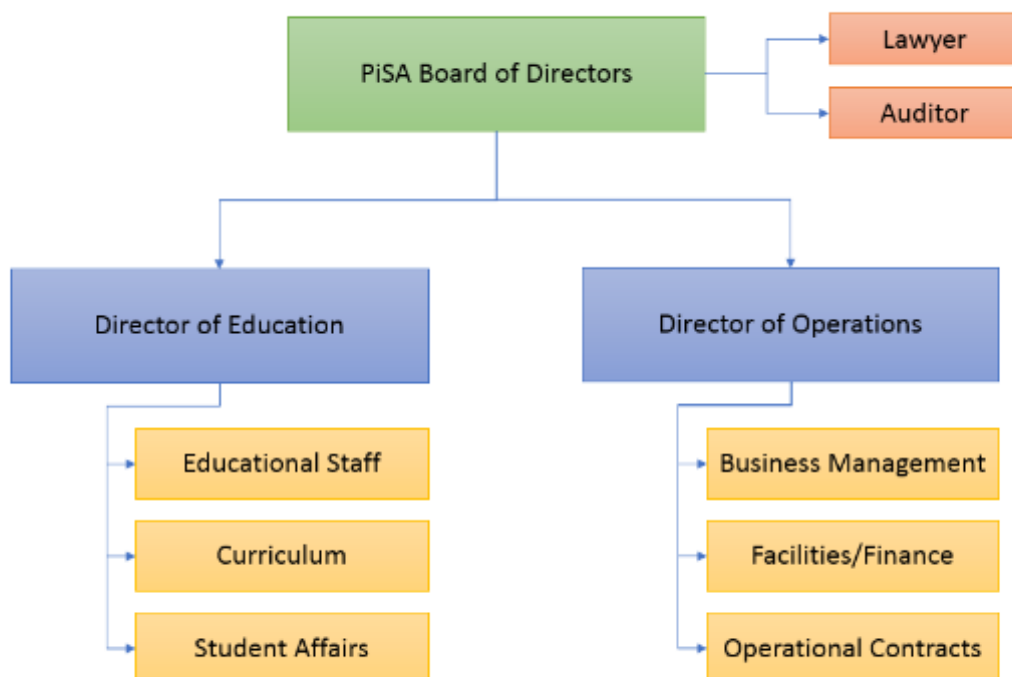 PiSA Board of Directors
Lawyer
Auditor
Director of Education
Director of Operations
Educational Staff
Curriculum
Student Affairs
Business Management
Facilities/Finance
Operational Contracts